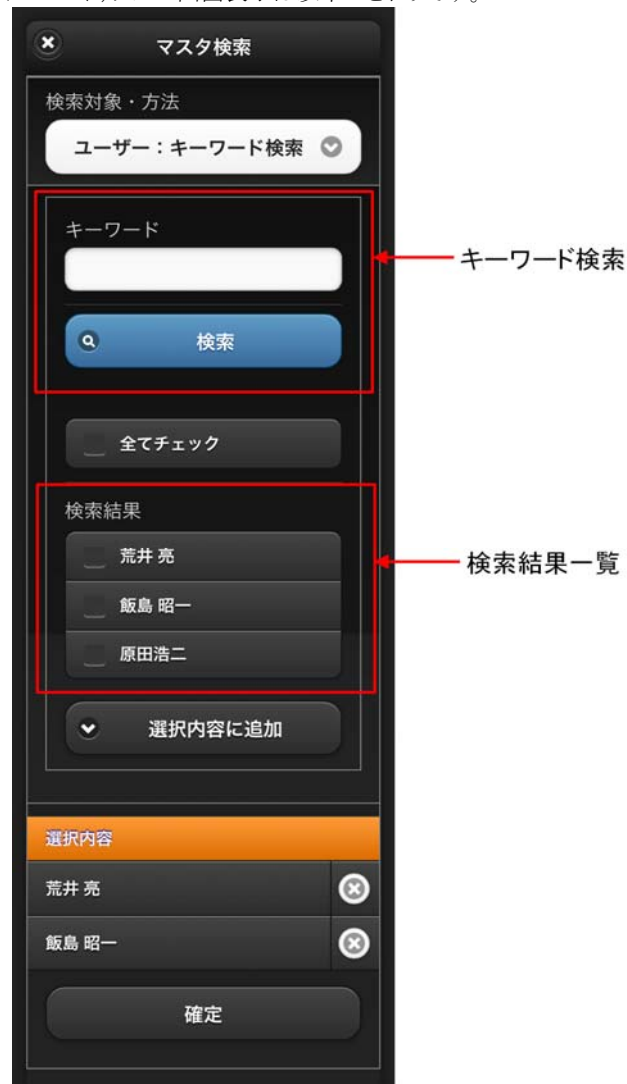 マスタ検索
検索対象・方法
ユーザー：キーワード検索
キーワード
キーワード検索
検索
全てチェック
検索結果
荒井 亮
検索結果一覧
飯島 昭一
原田浩二
選択内容に追加
選択内容
荒井 亮
飯島 昭一
確定